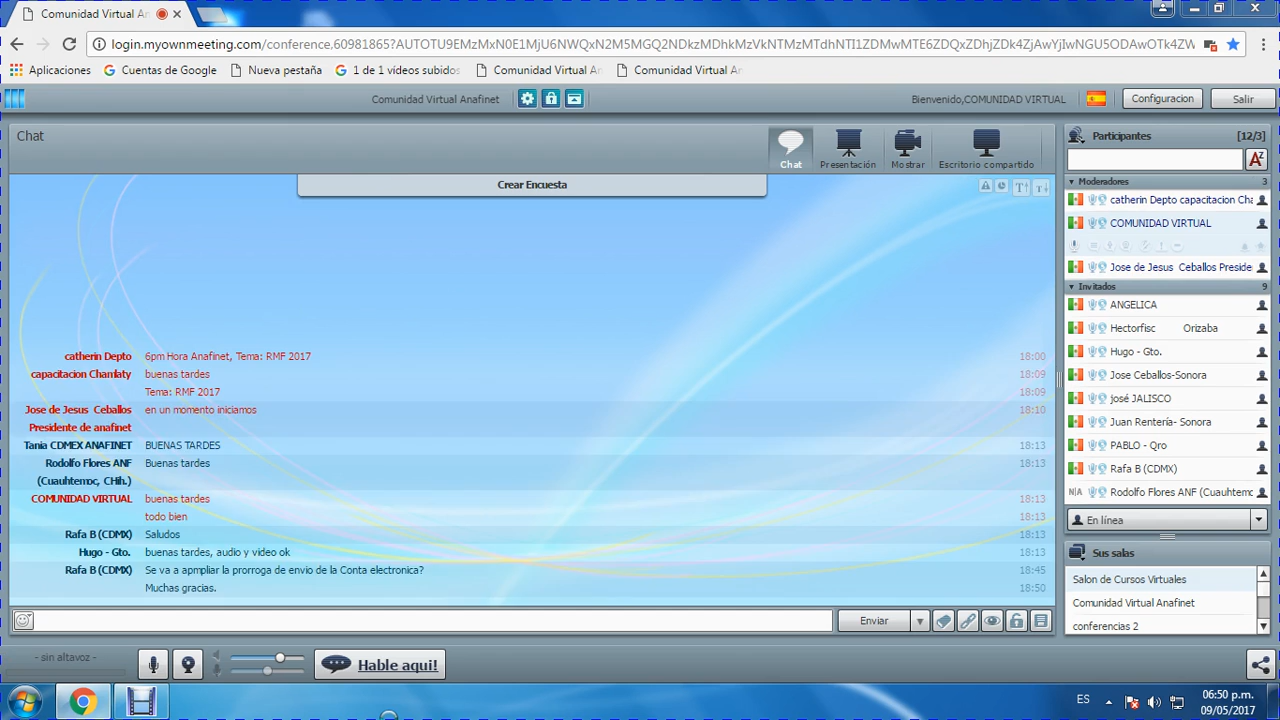 Comunidad Virtual An
login.myownmeeting.com/conference.60981865?AUTOTU9EMzMxN0E1MjU6NWQxN2M5MGQ2NDkzMDhkMzVkNTMzMTdhNTI1ZDMwMTE6ZDQxZDhjZDk4ZjAwYjIwNGU5ODAwOTk4ZW
Aplicaciones Cuentas de Google Nueva pestaña 1 de 1 vídeos subidos Comunidad Virtual An Comunidad Virtual An
Comunidad Virtual Anafinet Bienvenido,COMUNIDAD VIRTUAL Configuracion Salir
Chat
Chat Presentación Mostrar Escritorio compartido
Crear Encuesta
catherin Depto 6pm Hora Anafinet, Tema: RMF 2017 18:00
capacitacion Chamlaty buenas tardes 18:09
Tema: RMF 2017 18:09
Jose de Jesus Ceballos en un momento iniciamos 18:10
Presidente de anafinet
Tania CDMEX ANAFINET BUENAS TARDES 18:13
Rodolfo Flores ANF Buenas tardes 18:13
(Cuauhtemoc, CHih.)
COMUNIDAD VIRTUAL buenas tardes 18:13
todo bien 18:13
Rafa B (CDMX) Saludos 18:13
Hugo - Gto. buenas tardes, audio y video ok 18:13
Rafa B (CDMX) Se va a apmpliar la prorroga de envio de la Conta electronica? 18:45
Muchas gracias. 18:50
Enviar
- sin altavoz -
Hable aqui!
Participantes [12/3]
AZ
Moderadores 3
catherin Depto capacitacion Cha
COMUNIDAD VIRTUAL
Jose de Jesus Ceballos Preside
Invitados 9
ANGELICA
Hectorfisc Orizaba
Hugo - Gto.
Jose Ceballos-Sonora
josé JALISCO
Juan Rentería- Sonora
PABLO - Qro
Rafa B (CDMX)
N/A Rodolfo Flores ANF (Cuauhtemc
En línea
Sus salas
Salon de Cursos Virtuales
Comunidad Virtual Anafinet
conferencias 2
ES
06:50 p.m.
09/05/2017